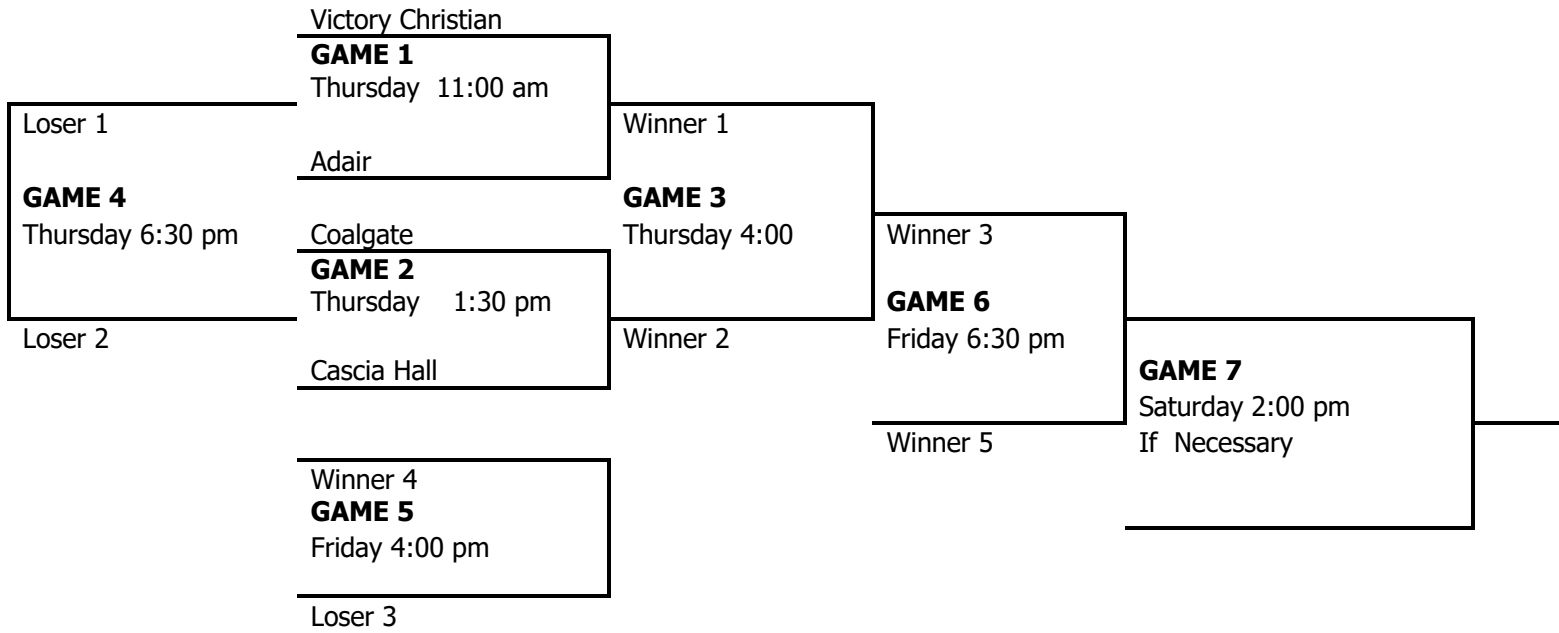 Victory Christian
GAME 1
Thursday 11:00 am
Loser 1
Winner 1
Adair
GAME 4
GAME 3
Thursday 6:30 pm
Coalgate
Thursday 4:00
Winner 3
GAME 2
Thursday 1:30 pm
GAME 6
Loser 2
Winner 2
Friday 6:30 pm
Cascia Hall
GAME 7
Saturday 2:00 pm
Winner 5
If Necessary
Winner 4
GAME 5
Friday 4:00 pm
Loser 3